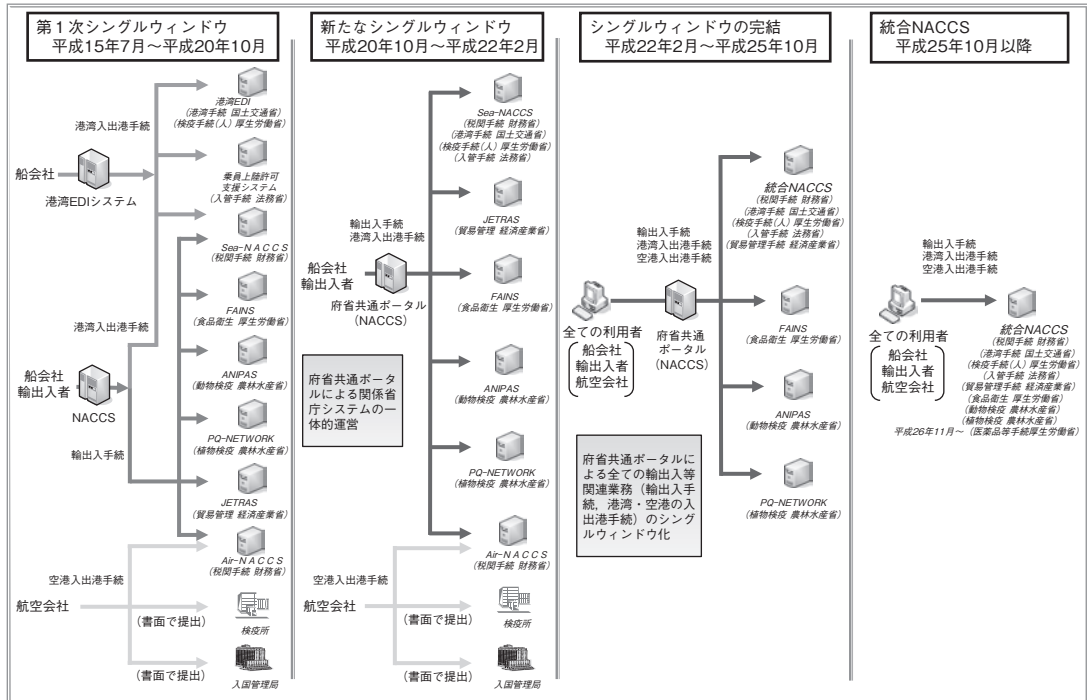 第１次シングルウィンドウ
平成15年7月～平成20年10月
港湾EDI
(港湾手続 国土交通省)
(検疫手続(人) 厚生労働省)
港湾入出港手続
船会社
港湾EDIシステム
乗員上陸許可
支援システム
(入管手続 法務省)
Sea-NACCS
(税関手続 財務省)
FAINS
(食品衛生 厚生労働省)
港湾入出港手続
ANIPAS
(動物検疫 農林水産省)
船会社
輸出入者
NACCS
PQ-NETWORK
(植物検疫 農林水産省)
輸出入手続
JETRAS
(貿易管理 経済産業省)
Air-NACCS
(税関手続 財務省)
空港入出港手続
航空会社
(書面で提出)
検疫所
(書面で提出)
入国管理局
新たなシングルウィンドウ
平成20年10月～平成22年2月
Sea-NACCS
(税関手続 財務省)
(港湾手続 国土交通省)
(検疫手続(人) 厚生労働省)
(入管手続 法務省)
JETRAS
(貿易管理 経済産業省)
輸出入手続
港湾入出港手続
船会社
輸出入者
府省共通ポータル
(NACCS)
FAINS
(食品衛生 厚生労働省)
府省共通ポータ
ルによる関係省
庁システムの一
体的運営
ANIPAS
(動物検疫 農林水産省)
PQ-NETWORK
(植物検疫 農林水産省)
Air-NACCS
(税関手続 財務省)
空港入出港手続
航空会社
(書面で提出)
検疫所
(書面で提出)
入国管理局
シングルウィンドウの完結
平成22年2月～平成25年10月
統合NACCS
(税関手続 財務省)
(港湾手続 国土交通省)
(検疫手続(人) 厚生労働省)
(入管手続 法務省)
(貿易管理手続 経済産業省)
輸出入手続
港湾入出港手続
空港入出港手続
全ての利用者
船会社
輸出入者
航空会社
府省共通
ポータル
(NACCS)
FAINS
(食品衛生 厚生労働省)
ANIPAS
(動物検疫 農林水産省)
府省共通ポータルに
よる全ての輸出入等
関連業務（輸出入手
続，港湾・空港の入
出港手続）のシング
ルウィンドウ化
PQ-NETWORK
(植物検疫 農林水産省)
統合NACCS
平成25年10月以降
輸出入手続
港湾入出港手続
空港入出港手続
全ての利用者
船会社
輸出入者
航空会社
統合NACCS
(税関手続 財務省)
(港湾手続 国土交通省)
(検疫手続(人) 厚生労働省)
(入管手続 法務省)
(貿易管理手続 経済産業省)
(食品衛生 厚生労働省)
(動物検疫 農林水産省)
(植物検疫 農林水産省)
平成26年11月～（医薬品等手続厚生労働省）